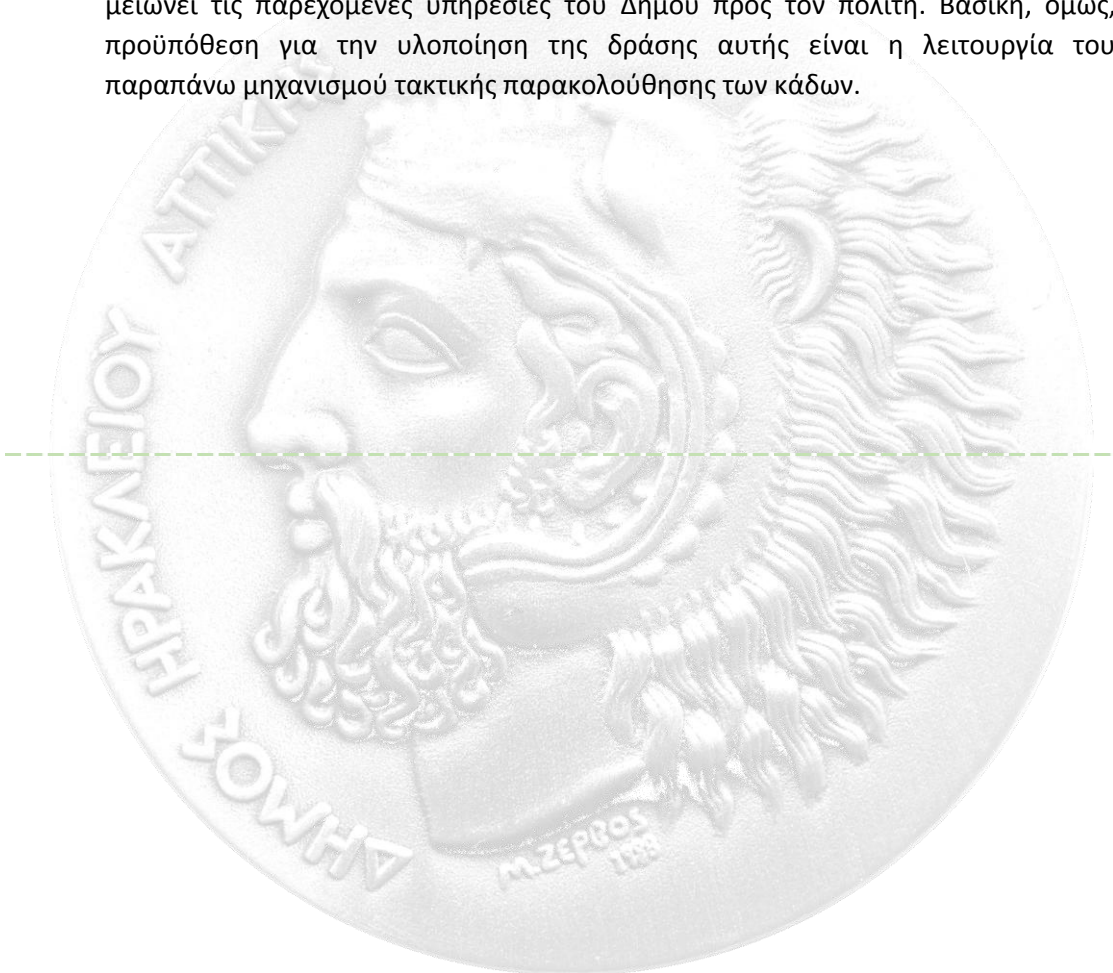 μειώνει τις παρεχόμενες υπηρεσίες του Δήμου προς τον πολίτη. Βασική, όμως,
προϋπόθεση για την υλοποίηση της δράσης αυτής είναι η λειτουργία του
παραπάνω μηχανισμού τακτικής παρακολούθησης των κάδων.
ΔΗΜΟΣ ΗΡΑΚΛΕΙΟΥ ΑΤΤΙΚΗΣ
Μ.ΖΕΡΒΟΣ
1993